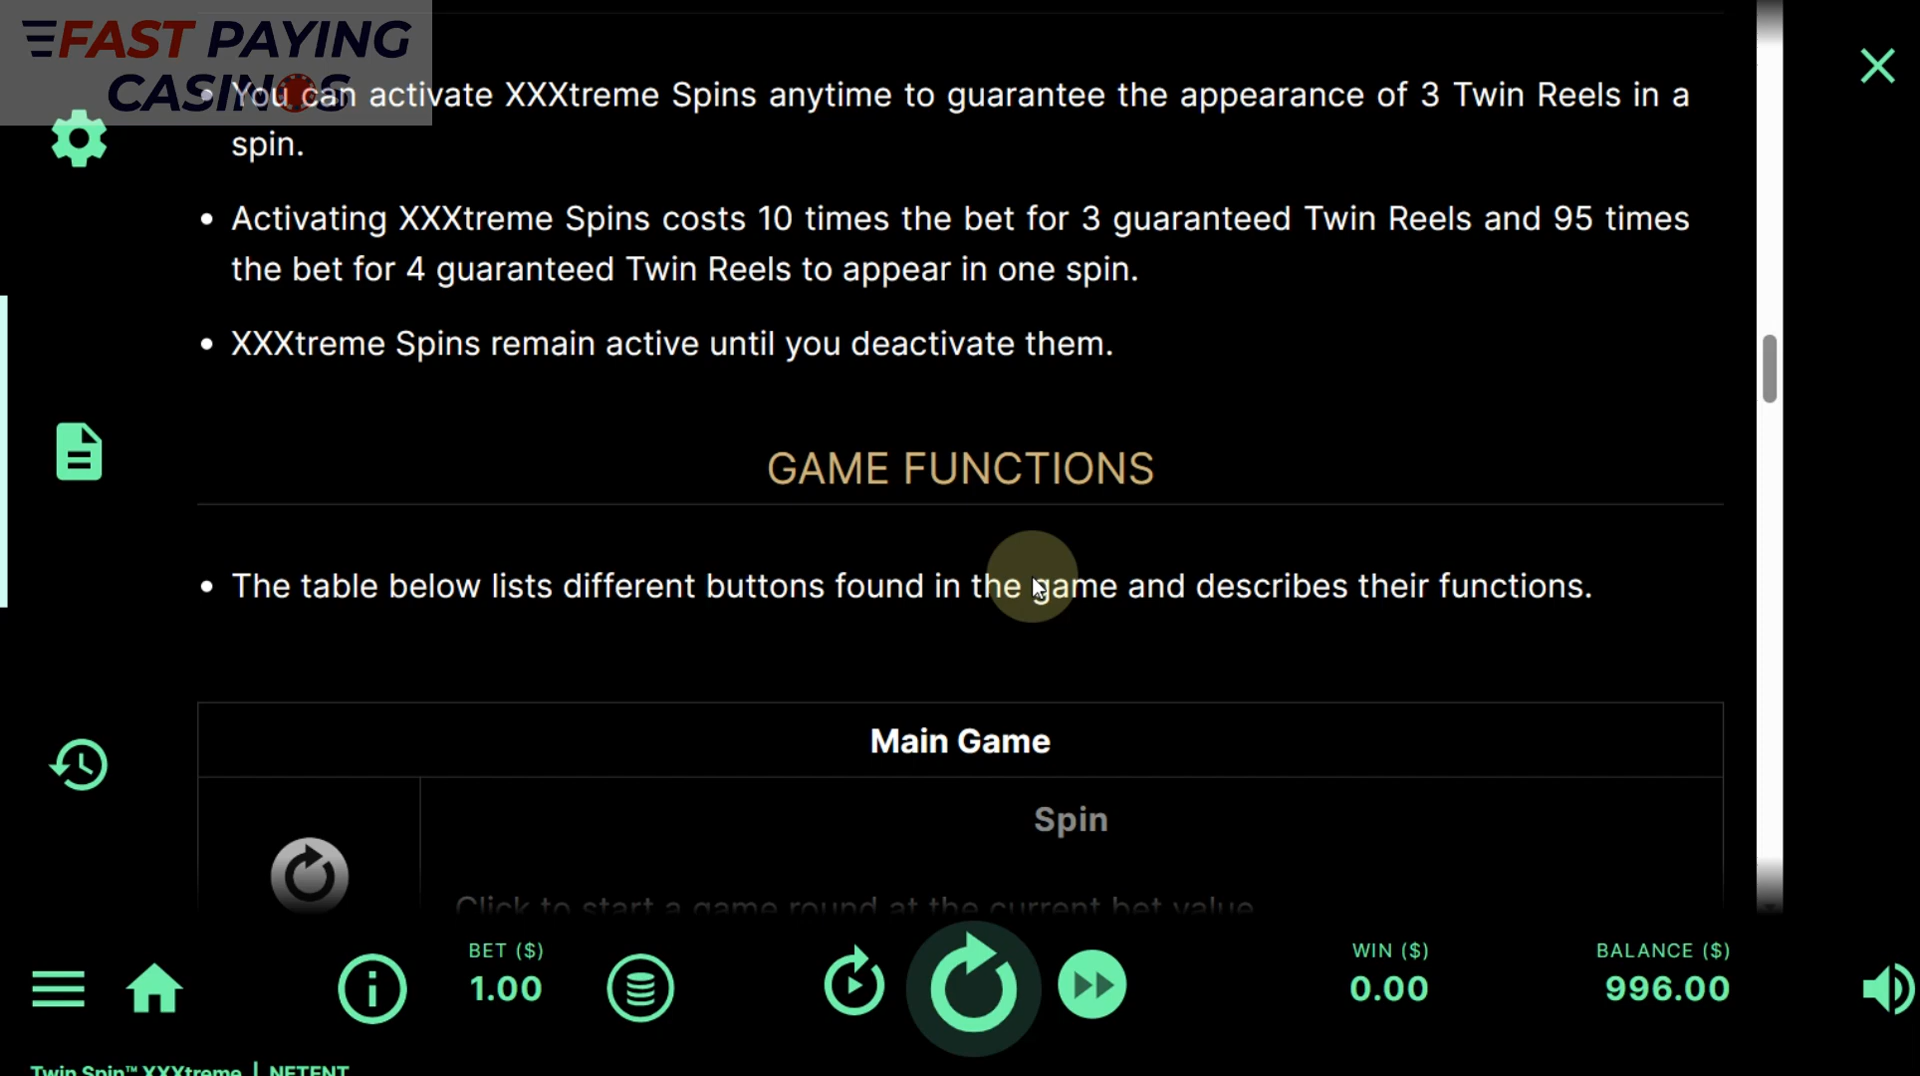 FAST PAYING
CASINOS
• You can activate XXXtreme Spins anytime to guarantee the appearance of 3 Twin Reels in a
spin.
• Activating XXXtreme Spins costs 10 times the bet for 3 guaranteed Twin Reels and 95 times
the bet for 4 guaranteed Twin Reels to appear in one spin.
• XXXtreme Spins remain active until you deactivate them.
GAME FUNCTIONS
• The table below lists different buttons found in the game and describes their functions.
Main Game
Spin
Click to start a game round at the current bet value
BET ($)
1.00
WIN ($)
0.00
BALANCE ($)
996.00
Twin Spin™ XXXtreme | NETENT